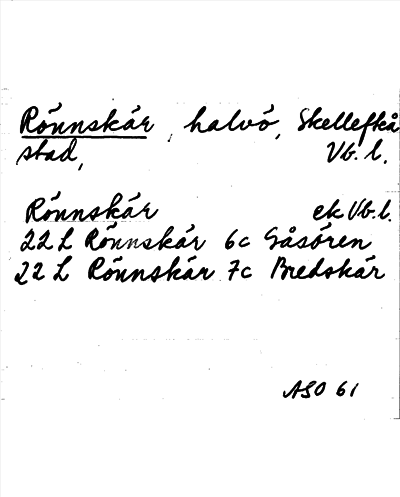 Rönnskär, halvö, Skellefteå
stad, Vb. l.
Rönnskär ek Vb. l.
22 L Rönnskär 6c Gåsören
22 L Rönnskär 7c Bredskär
ASO 61